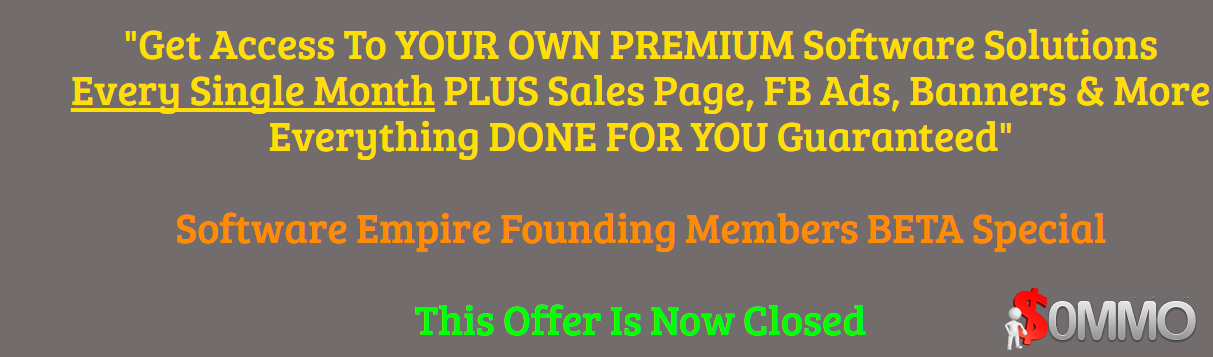 "Get Access To YOUR OWN PREMIUM Software Solutions
Every Single Month PLUS Sales Page, FB Ads, Banners & More
Everything DONE FOR YOU Guaranteed"
Software Empire Founding Members BETA Special
This Offer Is Now Closed
$0MMO